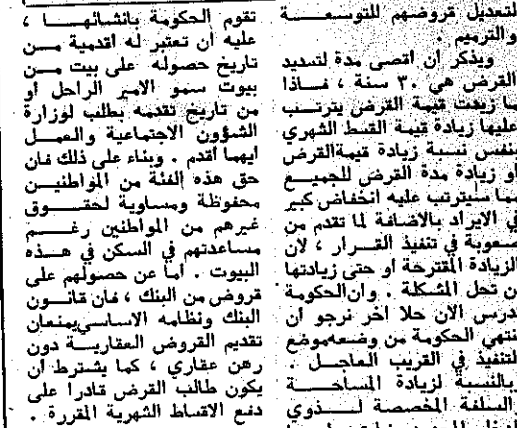 لتعديل قروضهم للتوسعة
والترميم .
ويذكر ان اقصى مدة لتسديد
القرض هي ٣٠ سنة ، فاذا
ما زيدت قيمة القرض يترتب
عليها زيادة قيمة القسط الشهري
بنفس نسبة زيادة قيمة القرض
او زيادة مدة القرض للجميع
مما سيترتب عليه انخفاض كبير
في الايراد بالاضافة لما تقدم من
صعوبة في تنفيذ القرار ، لان
الزيادة المقترحة او حتى زيادتها
لن تحل المشكلة . وان الحكومة
تدرس الآن حلا اخر نرجو ان
تنتهي الحكومة من وضعه موضع
التنفيذ في القريب العاجل .
بالنسبة لزيادة المساحة
السلفة المخصصة لذوي
تقوم الحكومة بانشائها ،
عليه ان تعتبر له اقدمية من
تاريخ حصوله على بيت من
بيوت سمو الامير الراحل او
من تاريخ تقدمه بطلب لوزارة
الشؤون الاجتماعية والعمل
ايهما اقدم . وبناء على ذلك فان
حق هذه الفئة من المواطنين
محفوظة ومساوية لحقوق
غيرهم من المواطنين رغم
مساعدتهم في السكن في هذه
البيوت . اما عن حصولهم على
قروض من البنك ، فان قانون
البنك ونظامه الاساسي يمنعان
تقديم القروض العقارية دون
رهن عقاري ، كما يشترط ان
يكون طالب القرض قادرا على
دفع الاقساط الشهرية المقررة .